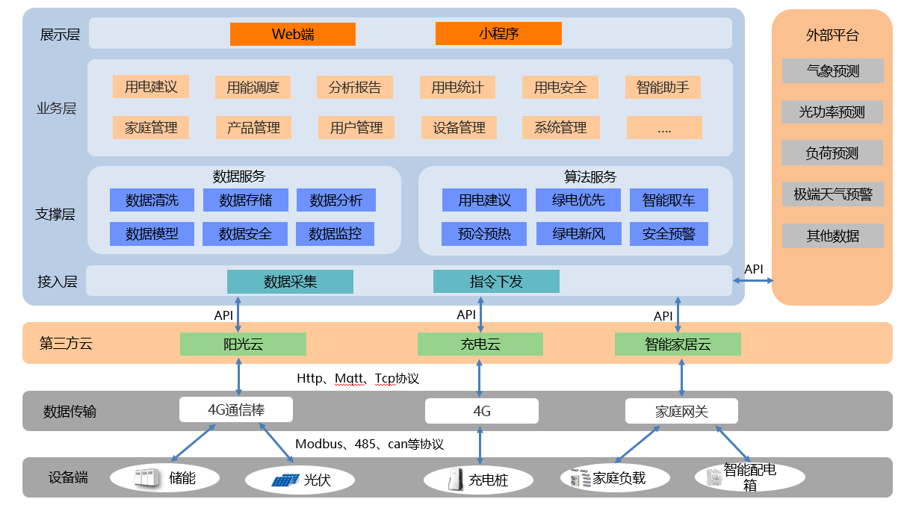 展示层
Web端
小程序
业务层
用电建议
用能调度
分析报告
用电统计
用电安全
智能助手
家庭管理
产品管理
用户管理
设备管理
系统管理
....
支撑层
数据服务
数据清洗
数据存储
数据分析
数据模型
数据安全
数据监控
算法服务
用电建议
绿电优先
智能取车
预冷预热
绿电新风
安全预警
接入层
数据采集
指令下发
外部平台
气象预测
光功率预测
负荷预测
极端天气预警
其他数据
API
API
API
API
第三方云
阳光云
充电云
智能家居云
Http、Mqtt、Tcp协议
数据传输
4G通信棒
4G
家庭网关
Modbus、485、can等协议
设备端
储能
光伏
充电桩
家庭负载
智能配电
箱